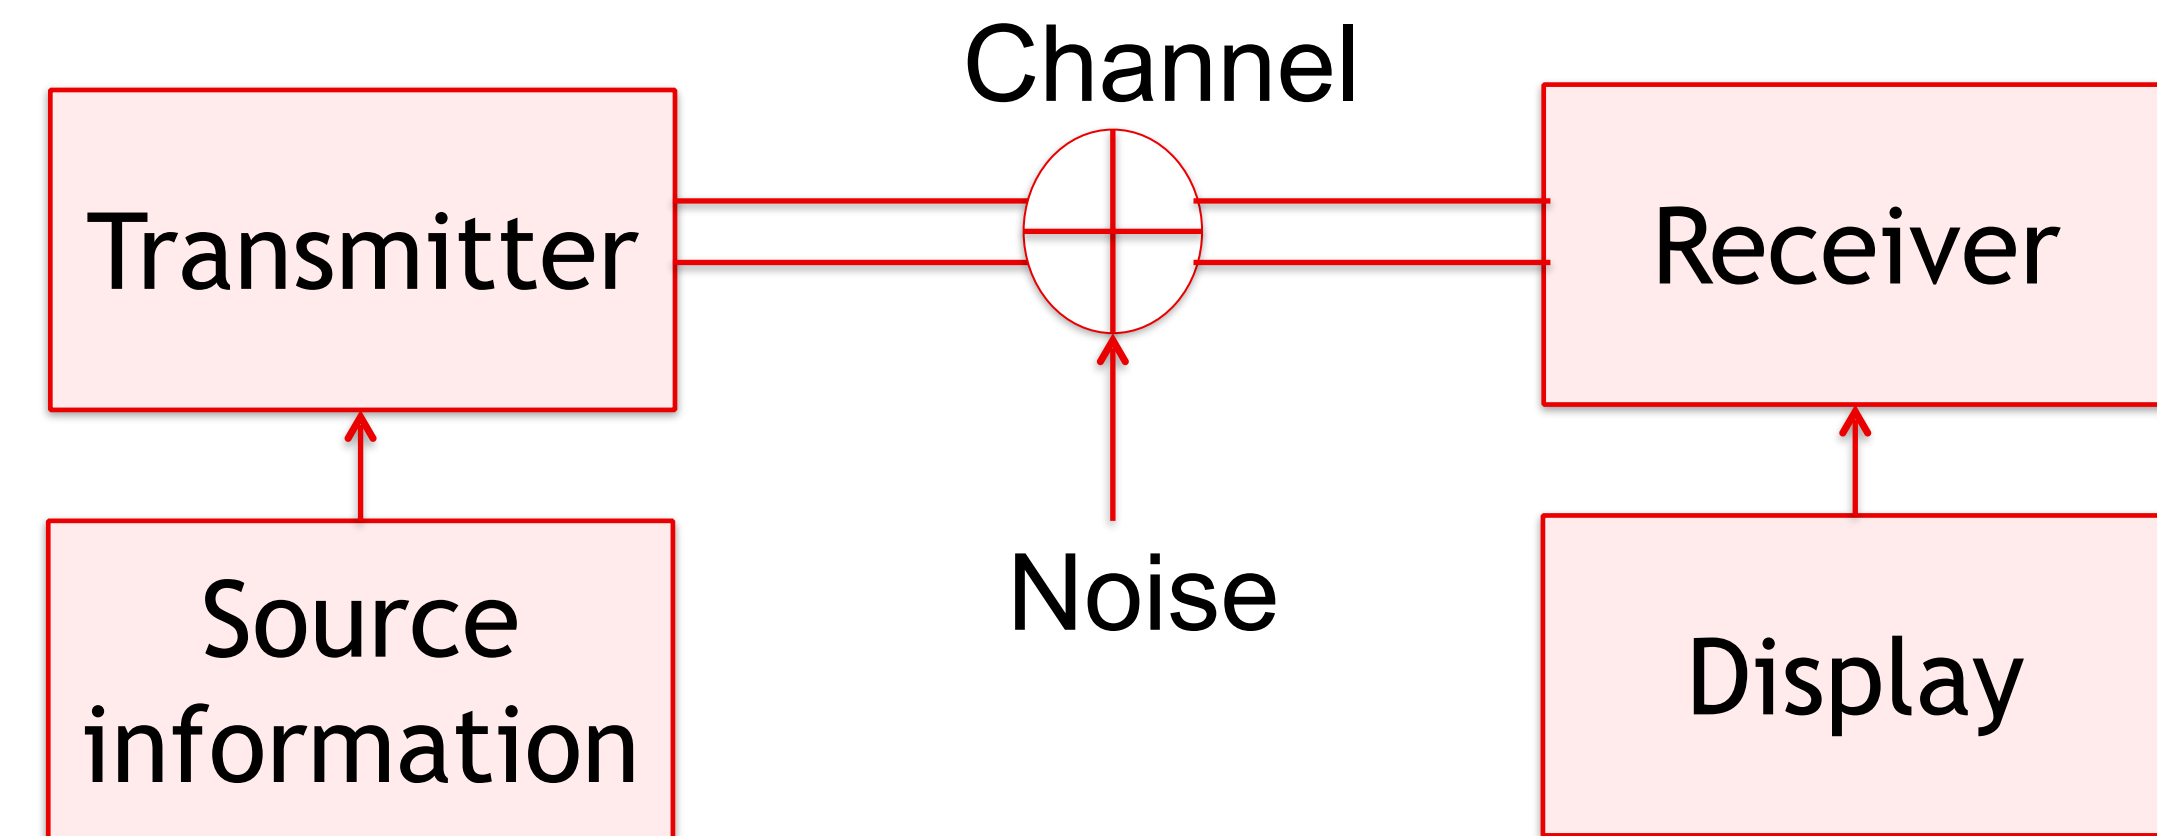 Channel
Transmitter
Receiver
Source
information
Noise
Display